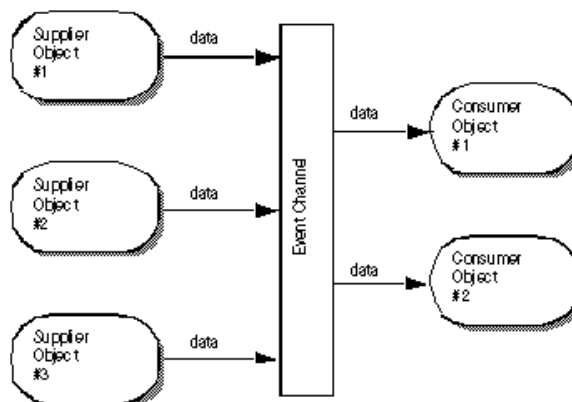 Supplier
Object
#1
data
Supplier
Object
#2
data
Supplier
Object
#3
data
Event Channel
data
Consumer
Object
#1
data
Consumer
Object
#2